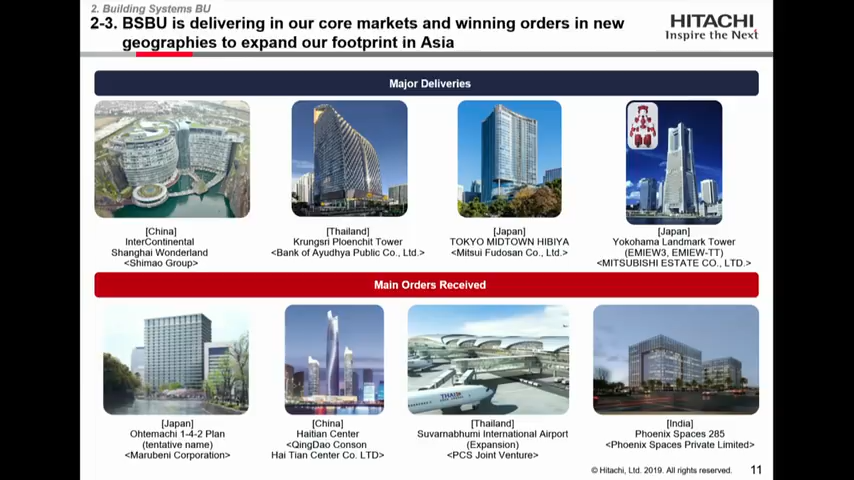 2. Building Systems BU
2-3. BSBU is delivering in our core markets and winning orders in new
geographies to expand our footprint in Asia
HITACHI
Inspire the Next
Major Deliveries
[China]
InterContinental
Shanghai Wonderland
<Shimao Group>
[Thailand]
Krungsri Ploenchit Tower
<Bank of Ayudhya Public Co., Ltd.>
[Japan]
TOKYO MIDTOWN HIBIYA
<Mitsui Fudosan Co., Ltd.>
[Japan]
Yokohama Landmark Tower
(EMIEW3, EMIEW-TT)
<MITSUBISHI ESTATE CO., LTD.>
Main Orders Received
THAI
[Japan]
Ohtemachi 1-4-2 Plan
(tentative name)
<Marubeni Corporation>
[China]
Haitian Center
<QingDao Conson
Hai Tian Center Co. LTD>
[Thailand]
Suvarnabhumi International Airport
(Expansion)
<PCS Joint Venture>
[India]
Phoenix Spaces 285
<Phoenix Spaces Private Limited>
© Hitachi, Ltd. 2019. All rights reserved.
11